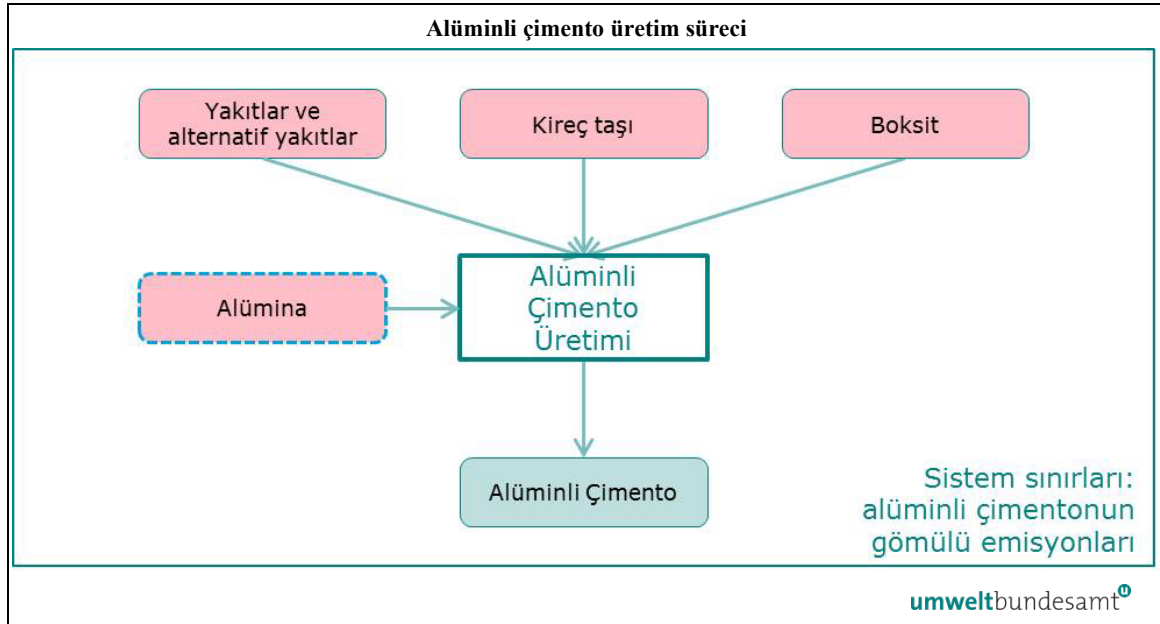 Alüminli çimento üretim süreci
Yakıtlar ve
alternatif yakıtlar
Kireç taşı
Boksit
Alümina
Alüminli
Çimento
Üretimi
Alüminli Çimento
Sistem sınırları:
alüminli çimentonun
gömülü emisyonları
umweltbundesamt